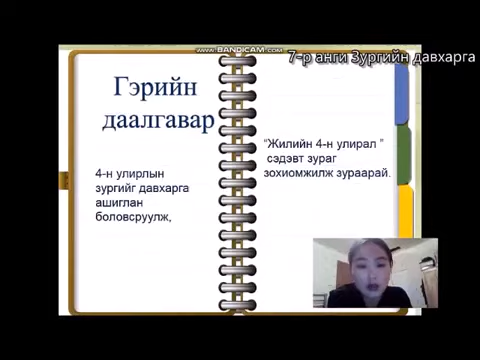 www.BANDICAM.com
7-р анги Зургийн давхарга
Гэрийн
даалгавар
4-н улирлын
зургийг давхарга
ашиглан
боловсруулж,
“Жилийн 4-н улирал ”
сэдэвт зураг
зохиомжилж зураарай.